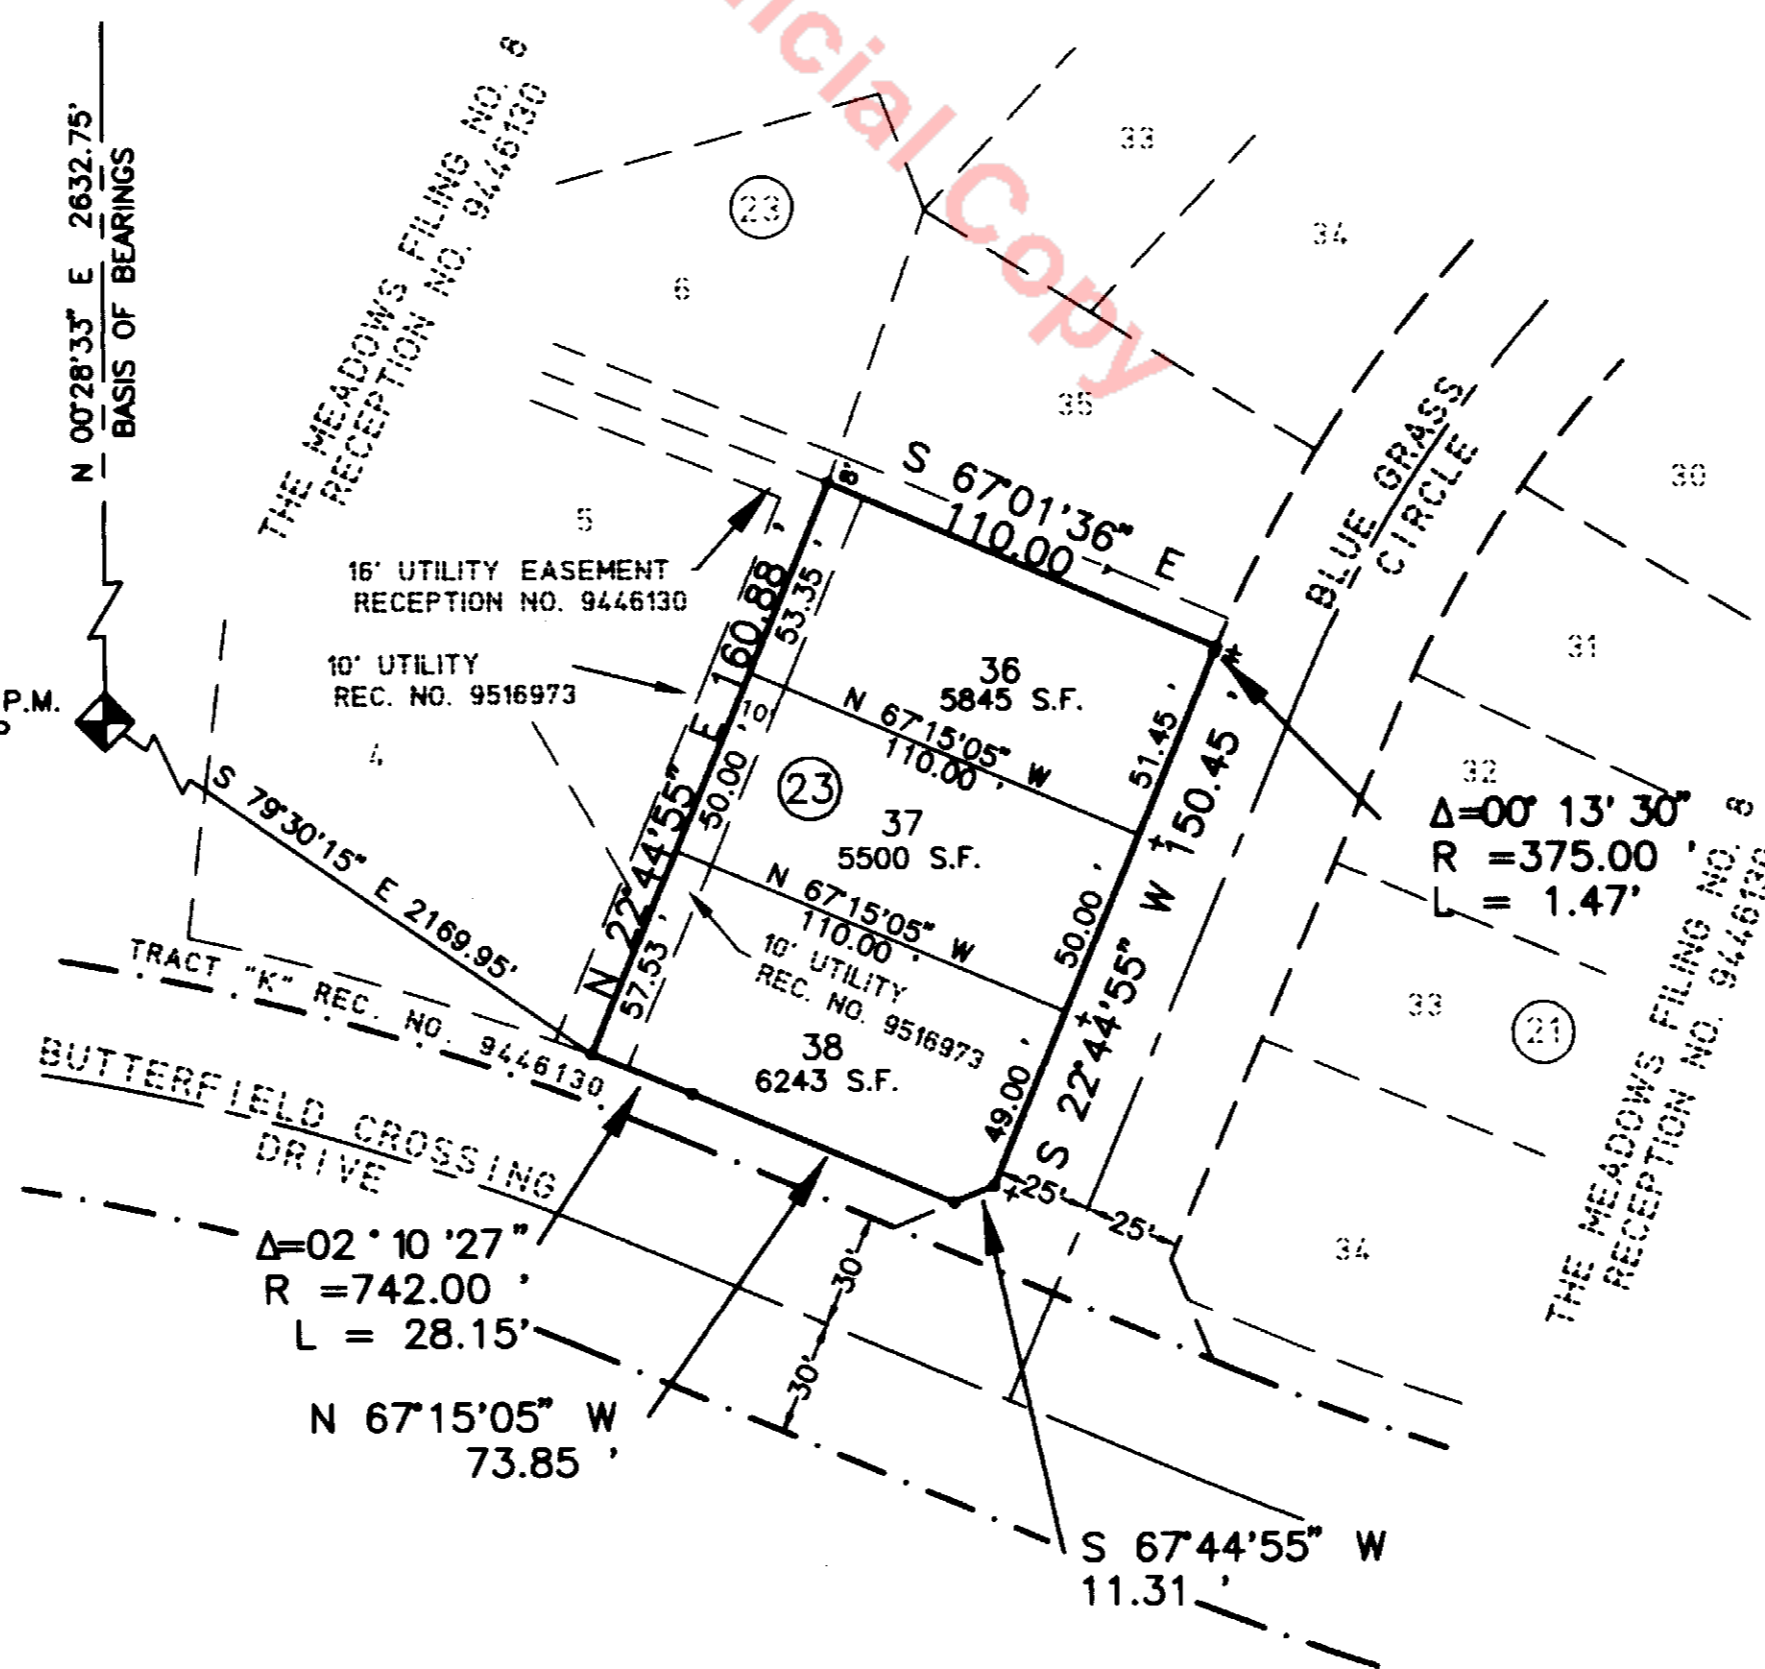 N 00°28'33" E 2632.75'
BASIS OF BEARINGS
THE MEADOWS FILING NO. 8
RECEPTION NO. 9446130
cial Copy
23
6
33
34
35
30
31
32
33
34
21
5
4
S 67°01'36" E
110.00 '
8'
BLUE GRASS
CIRCLE
16' UTILITY EASEMENT
RECEPTION NO. 9446130
10' UTILITY
REC. NO. 9516973
P.M.
N 22°44'55" E 160.88 '
53.35 '
50.00 '
57.53 '
10'
36
5845 S.F.
N 67°15'05" W
110.00 '
23
37
5500 S.F.
N 67°15'05" W
110.00 '
10' UTILITY
REC. NO. 9516973
38
6243 S.F.
51.45 '
50.00 '
49.00 '
S 22°44'55" W 150.45 '
Δ=00° 13' 30"
R =375.00 '
L = 1.47'
THE MEADOWS FILING NO. 8
RECEPTION NO. 9446130
S 79°30'15" E 2169.95'
TRACT "K" REC. NO. 9446130
BUTTERFIELD CROSSING
DRIVE
Δ=02°10'27"
R =742.00 '
L = 28.15'
N 67°15'05" W
73.85 '
25'
25'
30'
30'
S 67°44'55" W
11.31 '